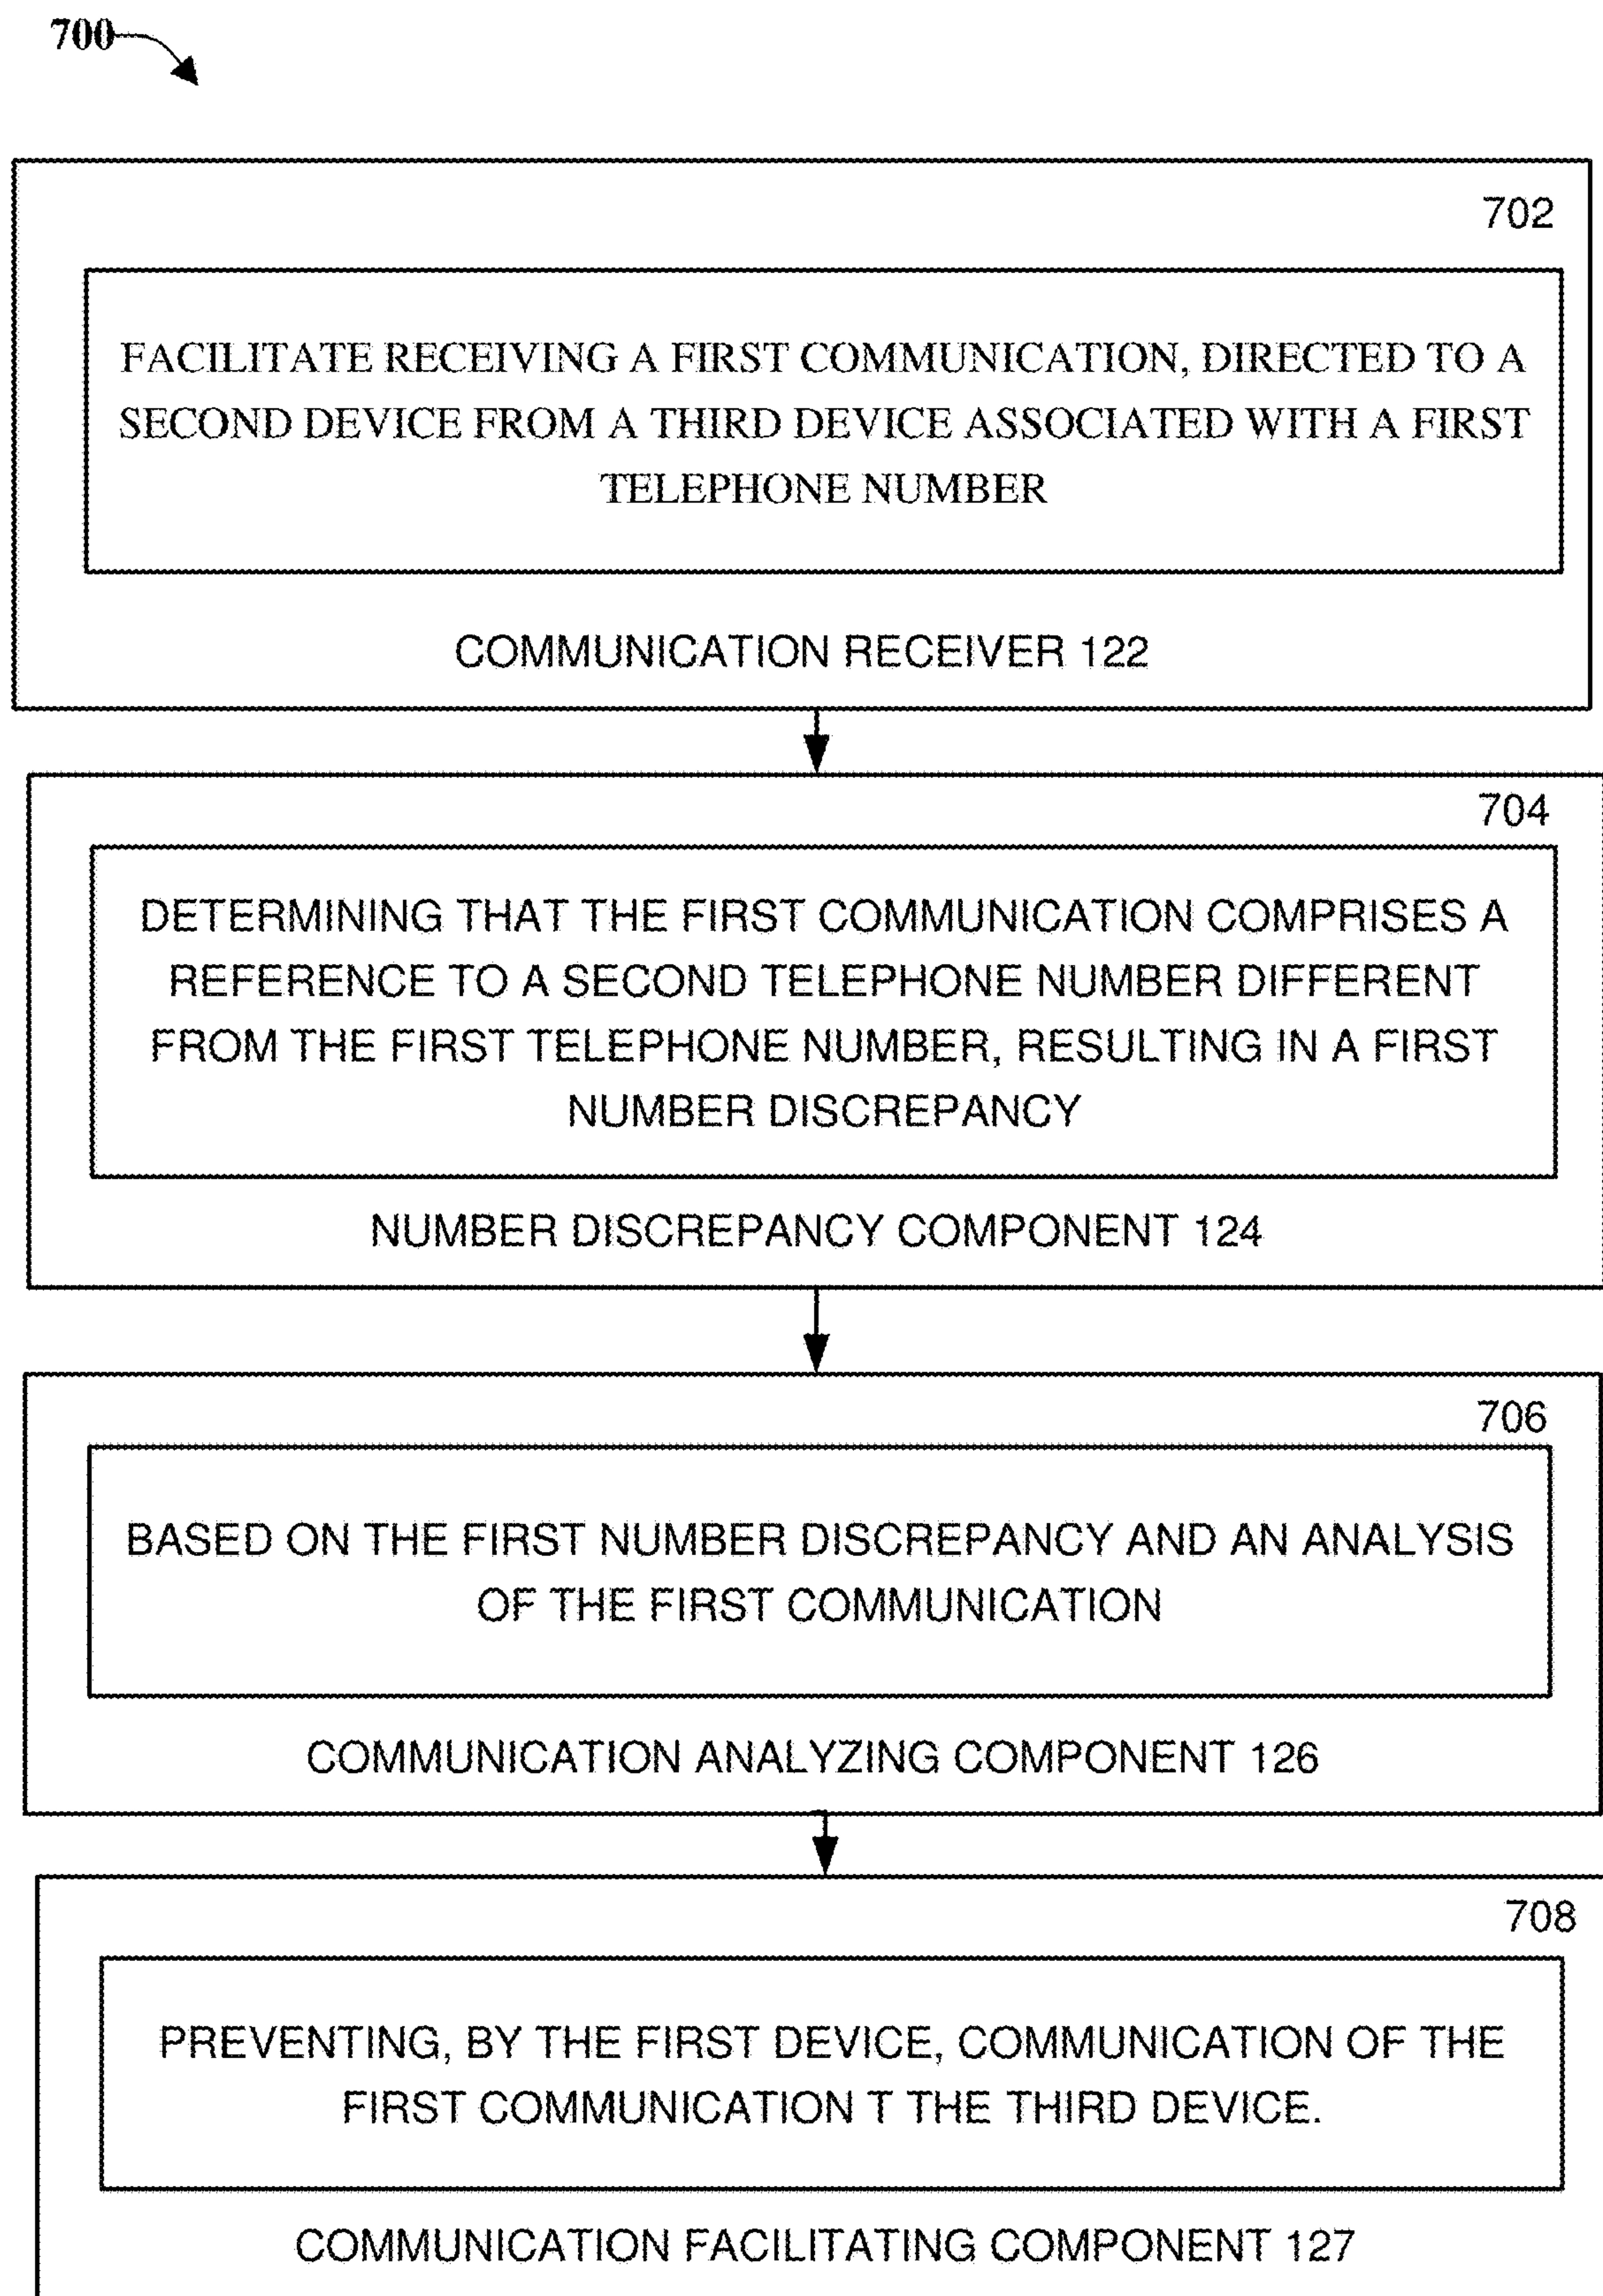 700
702
FACILITATE RECEIVING A FIRST COMMUNICATION, DIRECTED TO A
SECOND DEVICE FROM A THIRD DEVICE ASSOCIATED WITH A FIRST
TELEPHONE NUMBER
COMMUNICATION RECEIVER 122
704
DETERMINING THAT THE FIRST COMMUNICATION COMPRISES A
REFERENCE TO A SECOND TELEPHONE NUMBER DIFFERENT
FROM THE FIRST TELEPHONE NUMBER, RESULTING IN A FIRST
NUMBER DISCREPANCY
NUMBER DISCREPANCY COMPONENT 124
706
BASED ON THE FIRST NUMBER DISCREPANCY AND AN ANALYSIS
OF THE FIRST COMMUNICATION
COMMUNICATION ANALYZING COMPONENT 126
708
PREVENTING, BY THE FIRST DEVICE, COMMUNICATION OF THE
FIRST COMMUNICATION T THE THIRD DEVICE.
COMMUNICATION FACILITATING COMPONENT 127